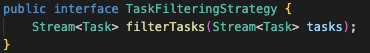 public interface TaskFilteringStrategy {
    Stream<Task> filterTasks(Stream<Task> tasks);
}